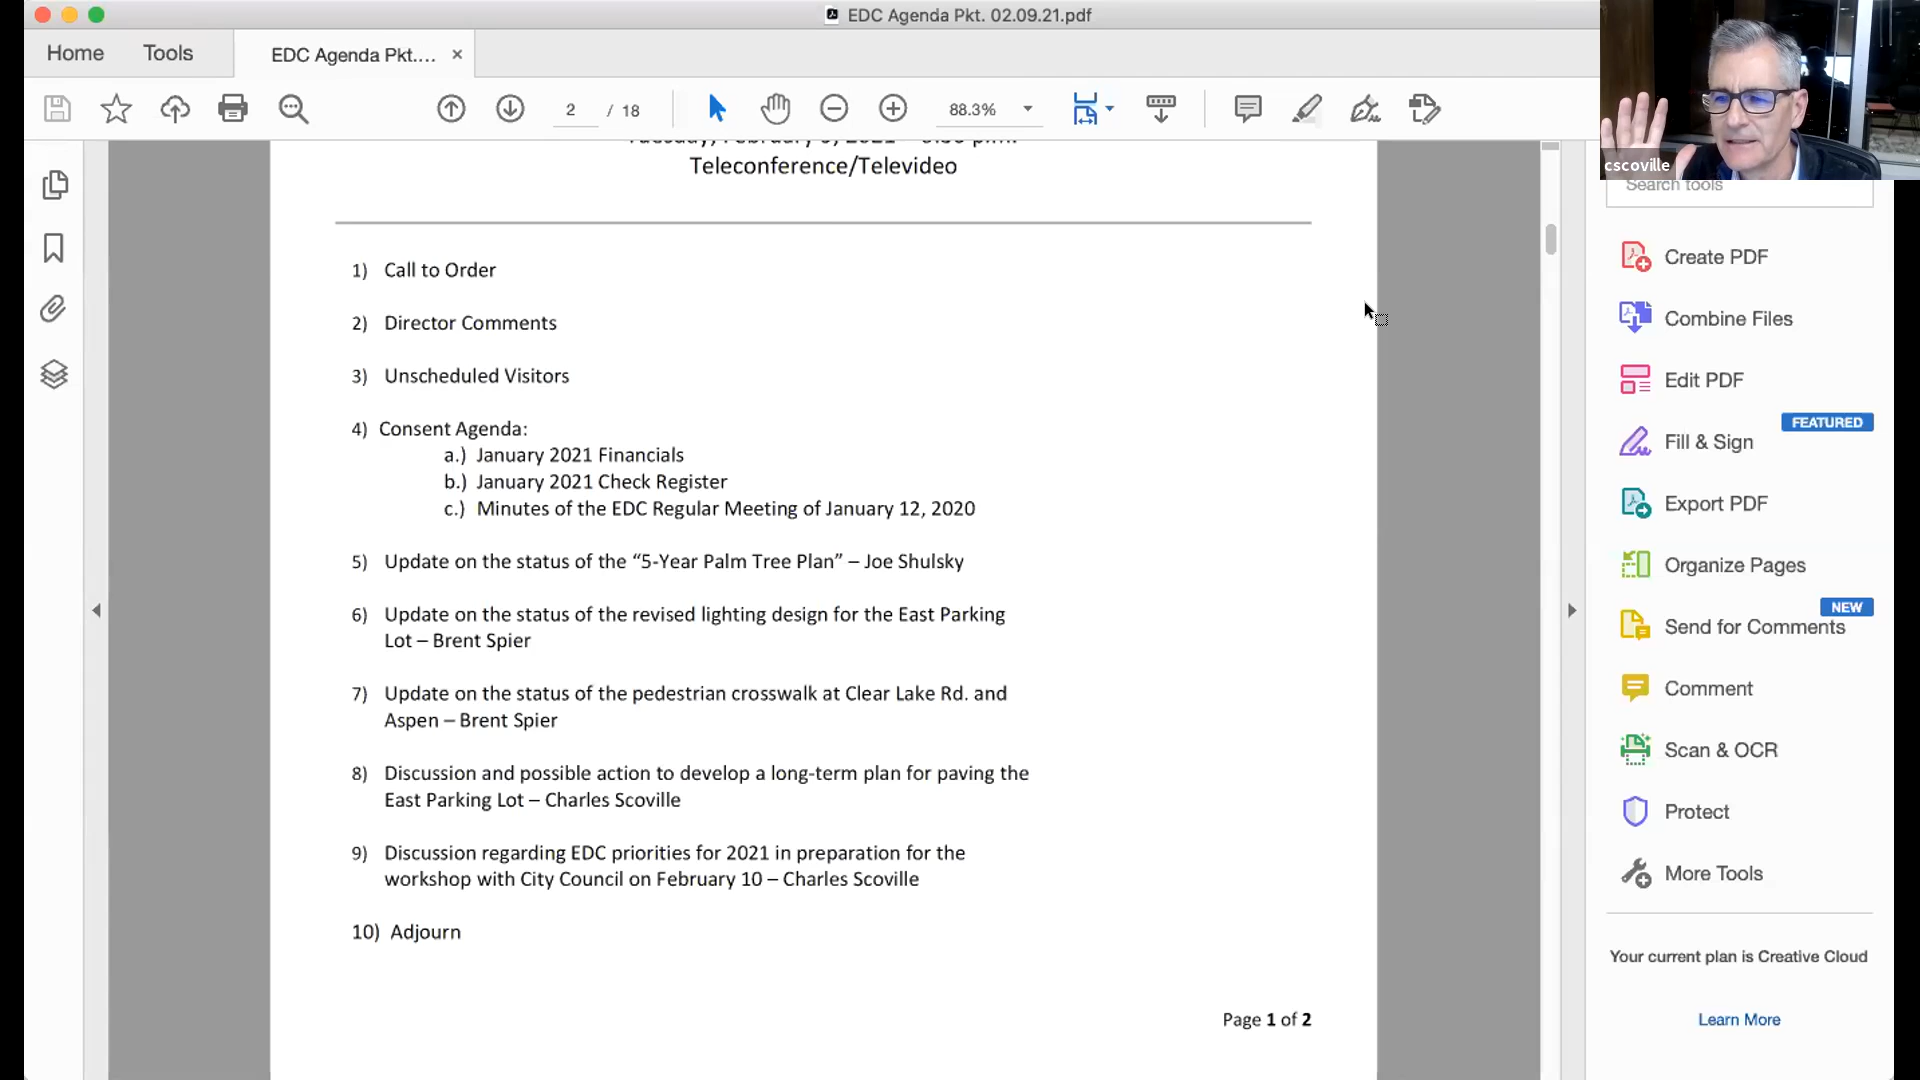 EDC Agenda Pkt. 02.09.21.pdf
Home
Tools
EDC Agenda Pkt....
2 / 18
88.3%
cscoville
Search tools
Teleconference/Televideo
1) Call to Order
2) Director Comments
3) Unscheduled Visitors
4) Consent Agenda:
a.) January 2021 Financials
b.) January 2021 Check Register
c.) Minutes of the EDC Regular Meeting of January 12, 2020
5) Update on the status of the “5-Year Palm Tree Plan” – Joe Shulsky
6) Update on the status of the revised lighting design for the East Parking
Lot – Brent Spier
7) Update on the status of the pedestrian crosswalk at Clear Lake Rd. and
Aspen – Brent Spier
8) Discussion and possible action to develop a long-term plan for paving the
East Parking Lot – Charles Scoville
9) Discussion regarding EDC priorities for 2021 in preparation for the
workshop with City Council on February 10 – Charles Scoville
10) Adjourn
Page 1 of 2
Create PDF
Combine Files
Edit PDF
FEATURED
Fill & Sign
Export PDF
Organize Pages
NEW
Send for Comments
Comment
Scan & OCR
Protect
More Tools
Your current plan is Creative Cloud
Learn More